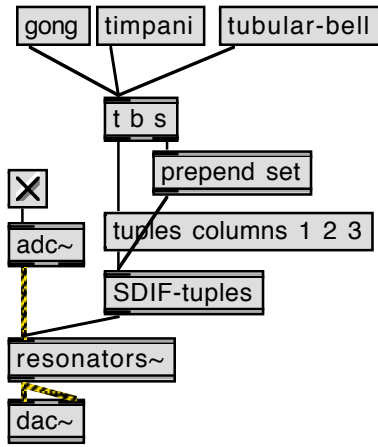 gong timpani tubular-bell
t b s
prepend set
tuples columns 1 2 3
adc~
SDIF-tuples
resonators~
dac~